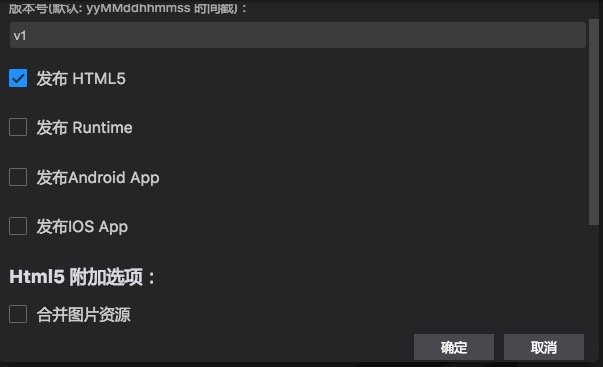 版本号(默认: yyMMddhhmmss 时间戳)：
v1
发布 HTML5
发布 Runtime
发布Android App
发布IOS App
Html5 附加选项：
合并图片资源
确定
取消